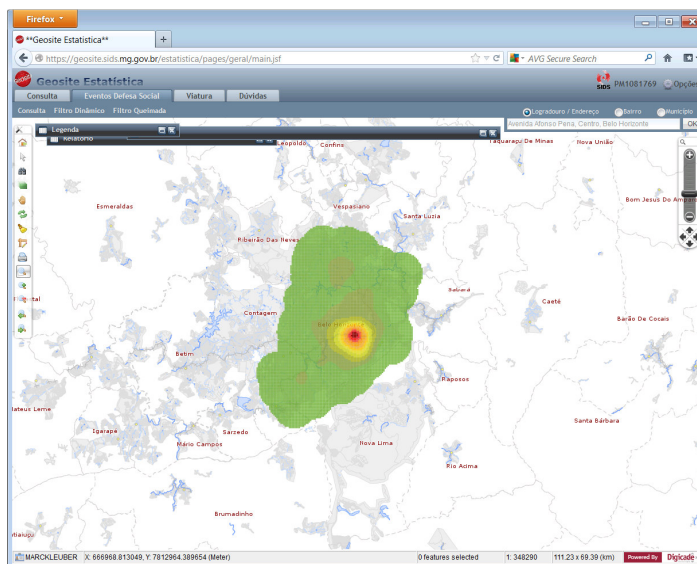 Firefox
**Geosite Estatística**
https://geosite.sids.mg.gov.br/estatistica/pages/geral/main.jsf
AVG Secure Search
Geosite Estatística
SIDS PM1081769 Opções
Consulta Eventos Defesa Social Viatura Dúvidas
Consulta Filtro Dinâmico Filtro Queimada
Logradouro / Endereço Bairro Município
Avenida Afonso Pena, Centro, Belo Horizonte OK
Legenda
Relatório
Leopoldo
Confins
Taquaraçu De Minas
Nova União
Esmeraldas
Vespasiano
Santa Luzia
Bom Jesus Do Ampar
Ribeirão Das Neves
Sabará
Caeté
Contagem
Belo
Barão De Cocais
Betim
Raposos
Mateus Leme
Igarapé
Sarzedo
Mário Campos
Nova Lima
Santa Bárbara
Rio Acima
Brumadinho
MARCKLEUBER X: 666968.813049, Y: 7812964.389654 (Meter) 0 features selected 1: 348290 111.23 x 69.39 (km) Powered By Digicade